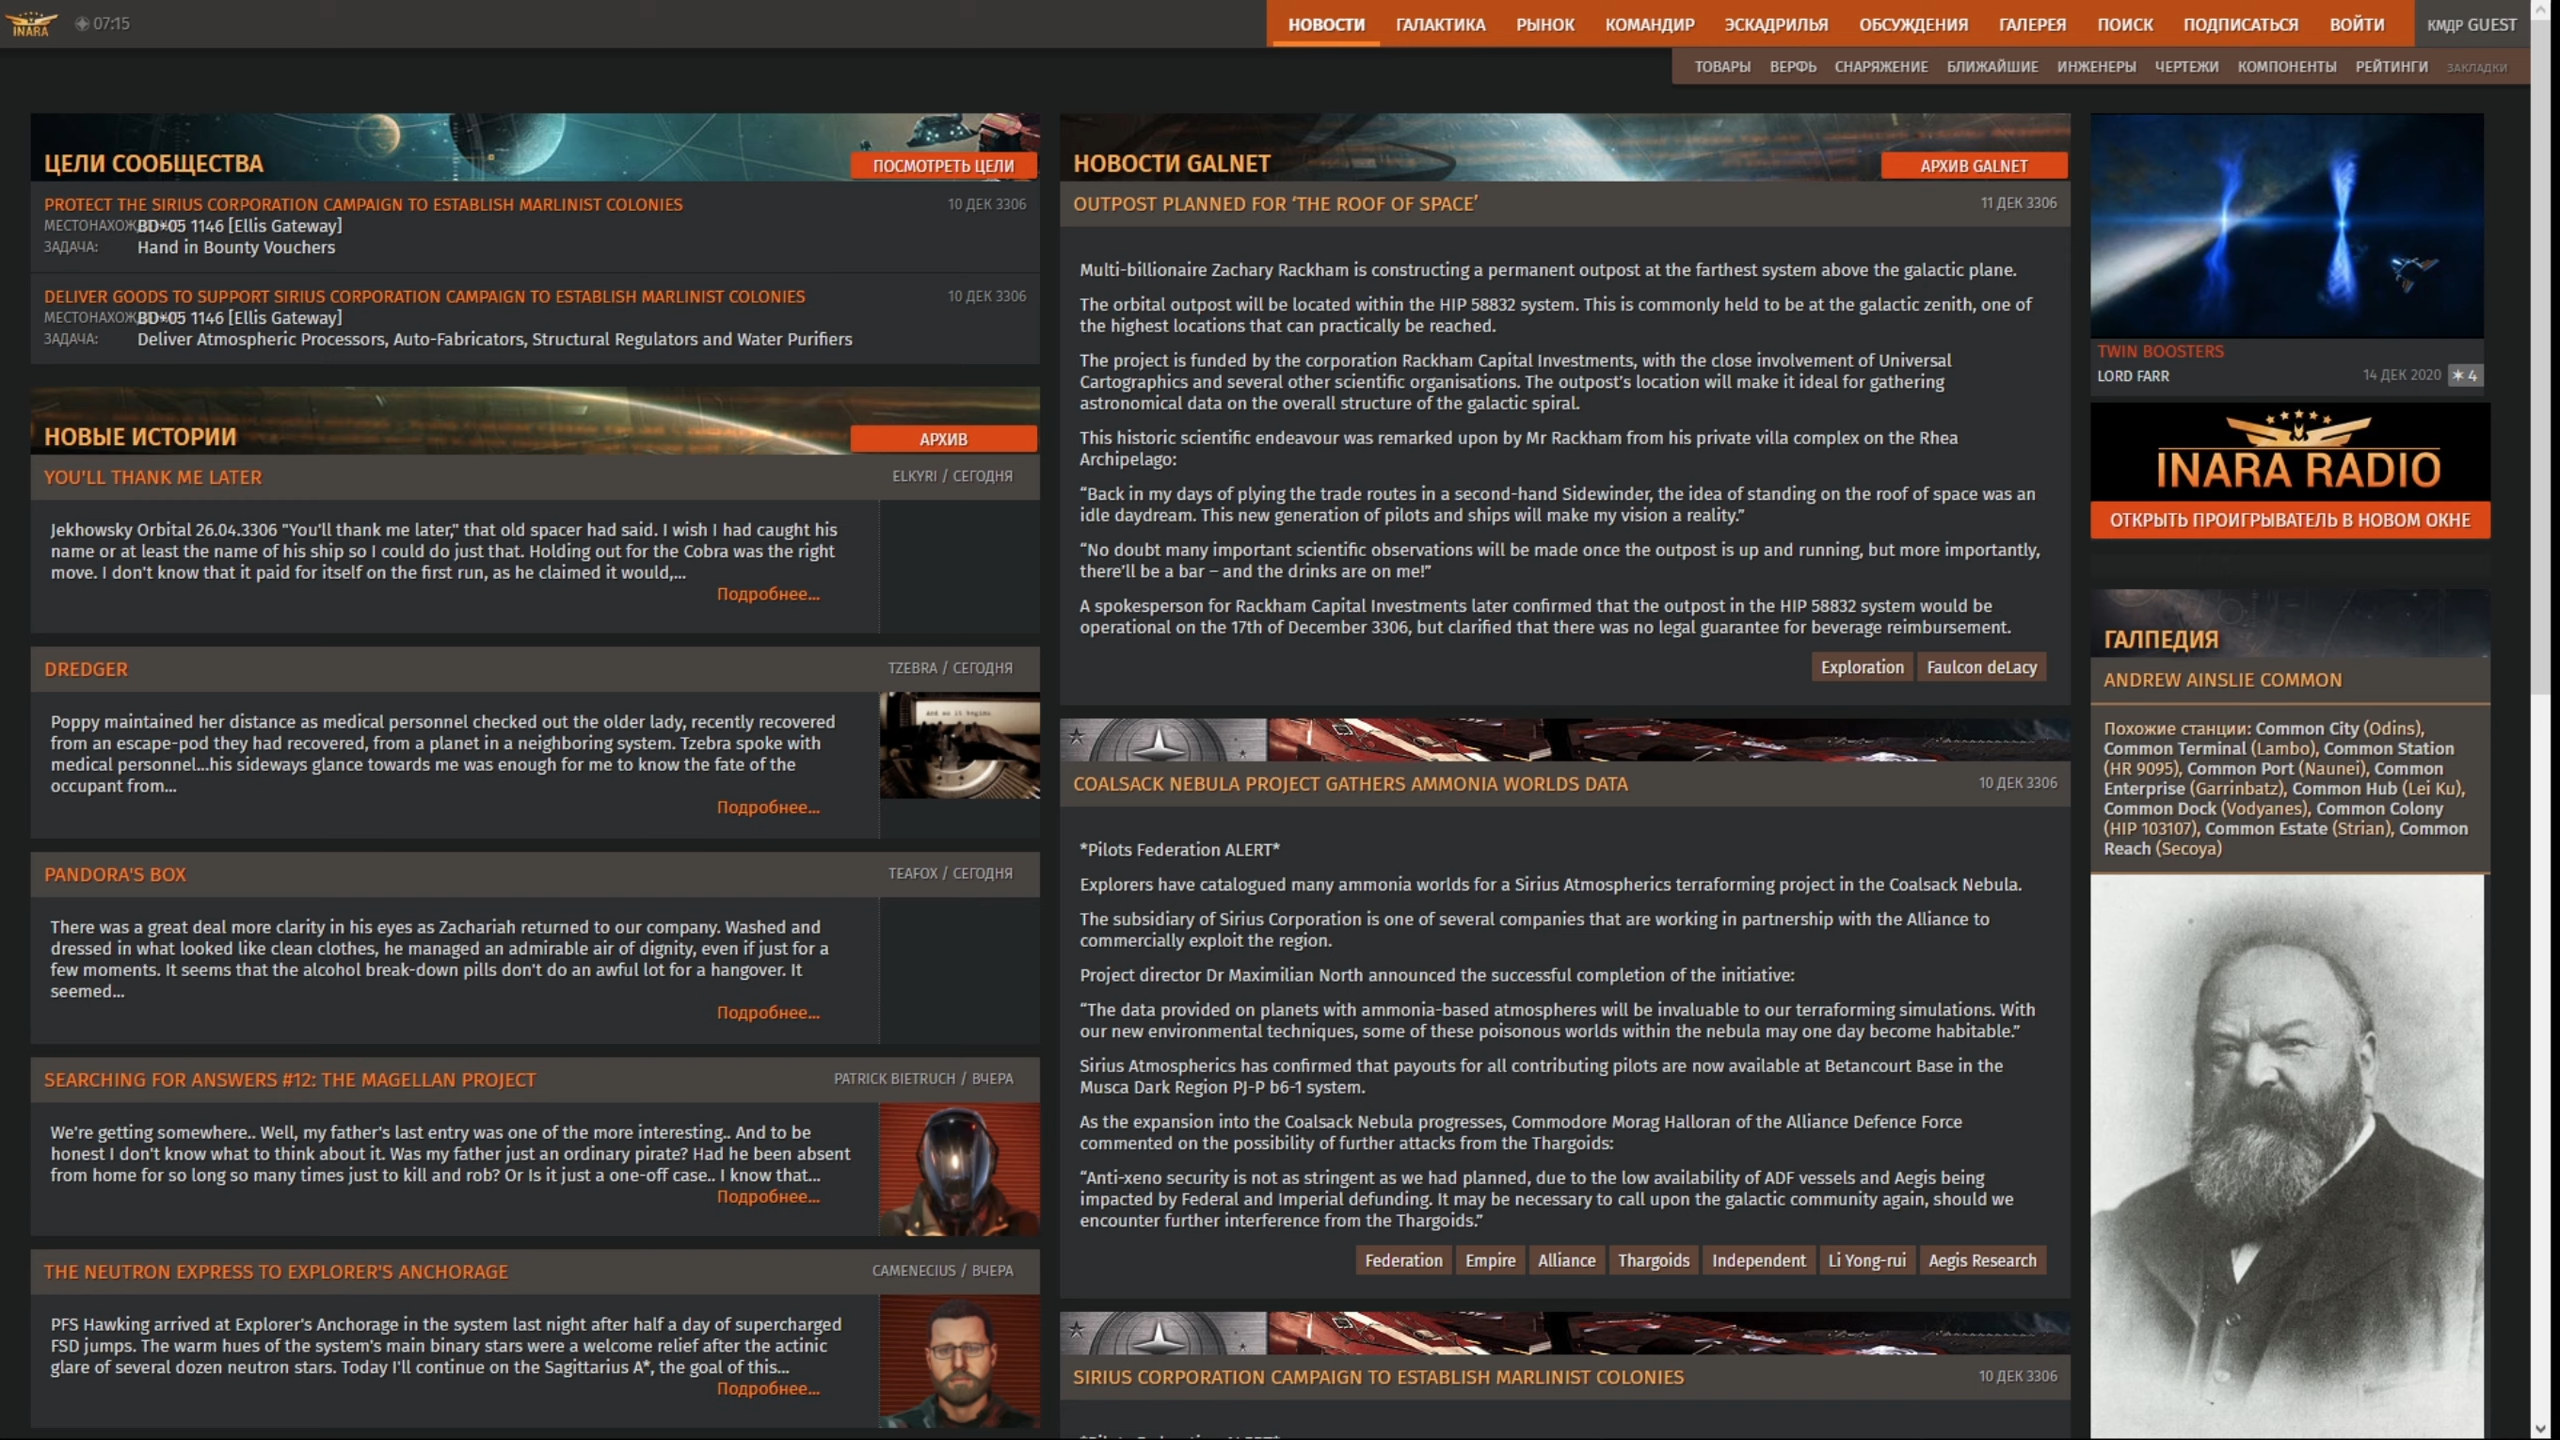 INARA
07:15
НОВОСТИ ГАЛАКТИКА РЫНОК КОМАНДИР ЭСКАДРИЛЬЯ ОБСУЖДЕНИЯ ГАЛЕРЕЯ ПОИСК ПОДПИСАТЬСЯ ВОЙТИ КМДР GUEST
ТОВАРЫ ВЕРФЬ СНАРЯЖЕНИЕ БЛИЖАЙШИЕ ИНЖЕНЕРЫ ЧЕРТЕЖИ КОМПОНЕНТЫ РЕЙТИНГИ ЗАКЛАДКИ
ЦЕЛИ СООБЩЕСТВА
ПОСМОТРЕТЬ ЦЕЛИ
PROTECT THE SIRIUS CORPORATION CAMPAIGN TO ESTABLISH MARLINIST COLONIES 10 ДЕК 3306
BD+05 1146 [Ellis Gateway]
ЗАДАЧА: Hand in Bounty Vouchers
DELIVER GOODS TO SUPPORT SIRIUS CORPORATION CAMPAIGN TO ESTABLISH MARLINIST COLONIES 10 ДЕК 3306
BD+05 1146 [Ellis Gateway]
ЗАДАЧА: Deliver Atmospheric Processors, Auto-Fabricators, Structural Regulators and Water Purifiers
НОВЫЕ ИСТОРИИ
АРХИВ
YOU'LL THANK ME LATER ELKYRI / СЕГОДНЯ
Jekhowsky Orbital 26.04.3306 "You'll thank me later," that old spacer had said. I wish I had caught his
name or at least the name of his ship so I could do just that. Holding out for the Cobra was the right
move. I don't know that it paid for itself on the first run, as he claimed it would,...
Подробнее...
DREDGER TZEBRA / СЕГОДНЯ
Poppy maintained her distance as medical personnel checked out the older lady, recently recovered
from an escape-pod they had recovered, from a planet in a neighboring system. Tzebra spoke with
medical personnel...his sideways glance towards me was enough for me to know the fate of the
occupant from...
And so it begins
Подробнее...
PANDORA'S BOX TEAFOX / СЕГОДНЯ
There was a great deal more clarity in his eyes as Zachariah returned to our company. Washed and
dressed in what looked like clean clothes, he managed an admirable air of dignity, even if just for a
few moments. It seems that the alcohol break-down pills don't do an awful lot for a hangover. It
seemed...
Подробнее...
SEARCHING FOR ANSWERS #12: THE MAGELLAN PROJECT PATRICK BIETRUCH / ВЧЕРА
We're getting somewhere.. Well, my father's last entry was one of the more interesting.. And to be
honest I don't know what to think about it. Was my father just an ordinary pirate? Had he been absent
from home for so long so many times just to kill and rob? Or Is it just a one-off case.. I know that...
Подробнее...
THE NEUTRON EXPRESS TO EXPLORER'S ANCHORAGE CAMENECIUS / ВЧЕРА
PFS Hawking arrived at Explorer's Anchorage in the system last night after half a day of supercharged
FSD jumps. The warm hues of the system's main binary stars were a welcome relief after the actinic
glare of several dozen neutron stars. Today I'll continue on the Sagittarius A*, the goal of this...
Подробнее...
НОВОСТИ GALNET
АРХИВ GALNET
OUTPOST PLANNED FOR ‘THE ROOF OF SPACE’ 11 ДЕК 3306
Multi-billionaire Zachary Rackham is constructing a permanent outpost at the farthest system above the galactic plane.
The orbital outpost will be located within the HIP 58832 system. This is commonly held to be at the galactic zenith, one of
the highest locations that can practically be reached.
The project is funded by the corporation Rackham Capital Investments, with the close involvement of Universal
Cartographics and several other scientific organisations. The outpost’s location will make it ideal for gathering
astronomical data on the overall structure of the galactic spiral.
This historic scientific endeavour was remarked upon by Mr Rackham from his private villa complex on the Rhea
Archipelago:
“Back in my days of plying the trade routes in a second-hand Sidewinder, the idea of standing on the roof of space was an
idle daydream. This new generation of pilots and ships will make my vision a reality.”
“No doubt many important scientific observations will be made once the outpost is up and running, but more importantly,
there’ll be a bar – and the drinks are on me!”
A spokesperson for Rackham Capital Investments later confirmed that the outpost in the HIP 58832 system would be
operational on the 17th of December 3306, but clarified that there was no legal guarantee for beverage reimbursement.
Exploration Faulcon deLacy
COALSACK NEBULA PROJECT GATHERS AMMONIA WORLDS DATA 10 ДЕК 3306
*Pilots Federation ALERT*
Explorers have catalogued many ammonia worlds for a Sirius Atmospherics terraforming project in the Coalsack Nebula.
The subsidiary of Sirius Corporation is one of several companies that are working in partnership with the Alliance to
commercially exploit the region.
Project director Dr Maximilian North announced the successful completion of the initiative:
“The data provided on planets with ammonia-based atmospheres will be invaluable to our terraforming simulations. With
our new environmental techniques, some of these poisonous worlds within the nebula may one day become habitable.”
Sirius Atmospherics has confirmed that payouts for all contributing pilots are now available at Betancourt Base in the
Musca Dark Region PJ-P b6-1 system.
As the expansion into the Coalsack Nebula progresses, Commodore Morag Halloran of the Alliance Defence Force
commented on the possibility of further attacks from the Thargoids:
“Anti-xeno security is not as stringent as we had planned, due to the low availability of ADF vessels and Aegis being
impacted by Federal and Imperial defunding. It may be necessary to call upon the galactic community again, should we
encounter further interference from the Thargoids.”
Federation Empire Alliance Thargoids Independent Li Yong-rui Aegis Research
SIRIUS CORPORATION CAMPAIGN TO ESTABLISH MARLINIST COLONIES 10 ДЕК 3306
TWIN BOOSTERS
LORD FARR 14 ДЕК 2020 4
INARA RADIO
ОТКРЫТЬ ПРОИГРЫВАТЕЛЬ В НОВОМ ОКНЕ
ГАЛПЕДИЯ
ANDREW AINSLIE COMMON
Похожие станции: Common City (Odins),
Common Terminal (Lambo), Common Station
(HR 9095), Common Port (Naunei), Common
Enterprise (Garrinbatz), Common Hub (Lei Ku),
Common Dock (Vodyanes), Common Colony
(HIP 103107), Common Estate (Strian), Common
Reach (Secoya)